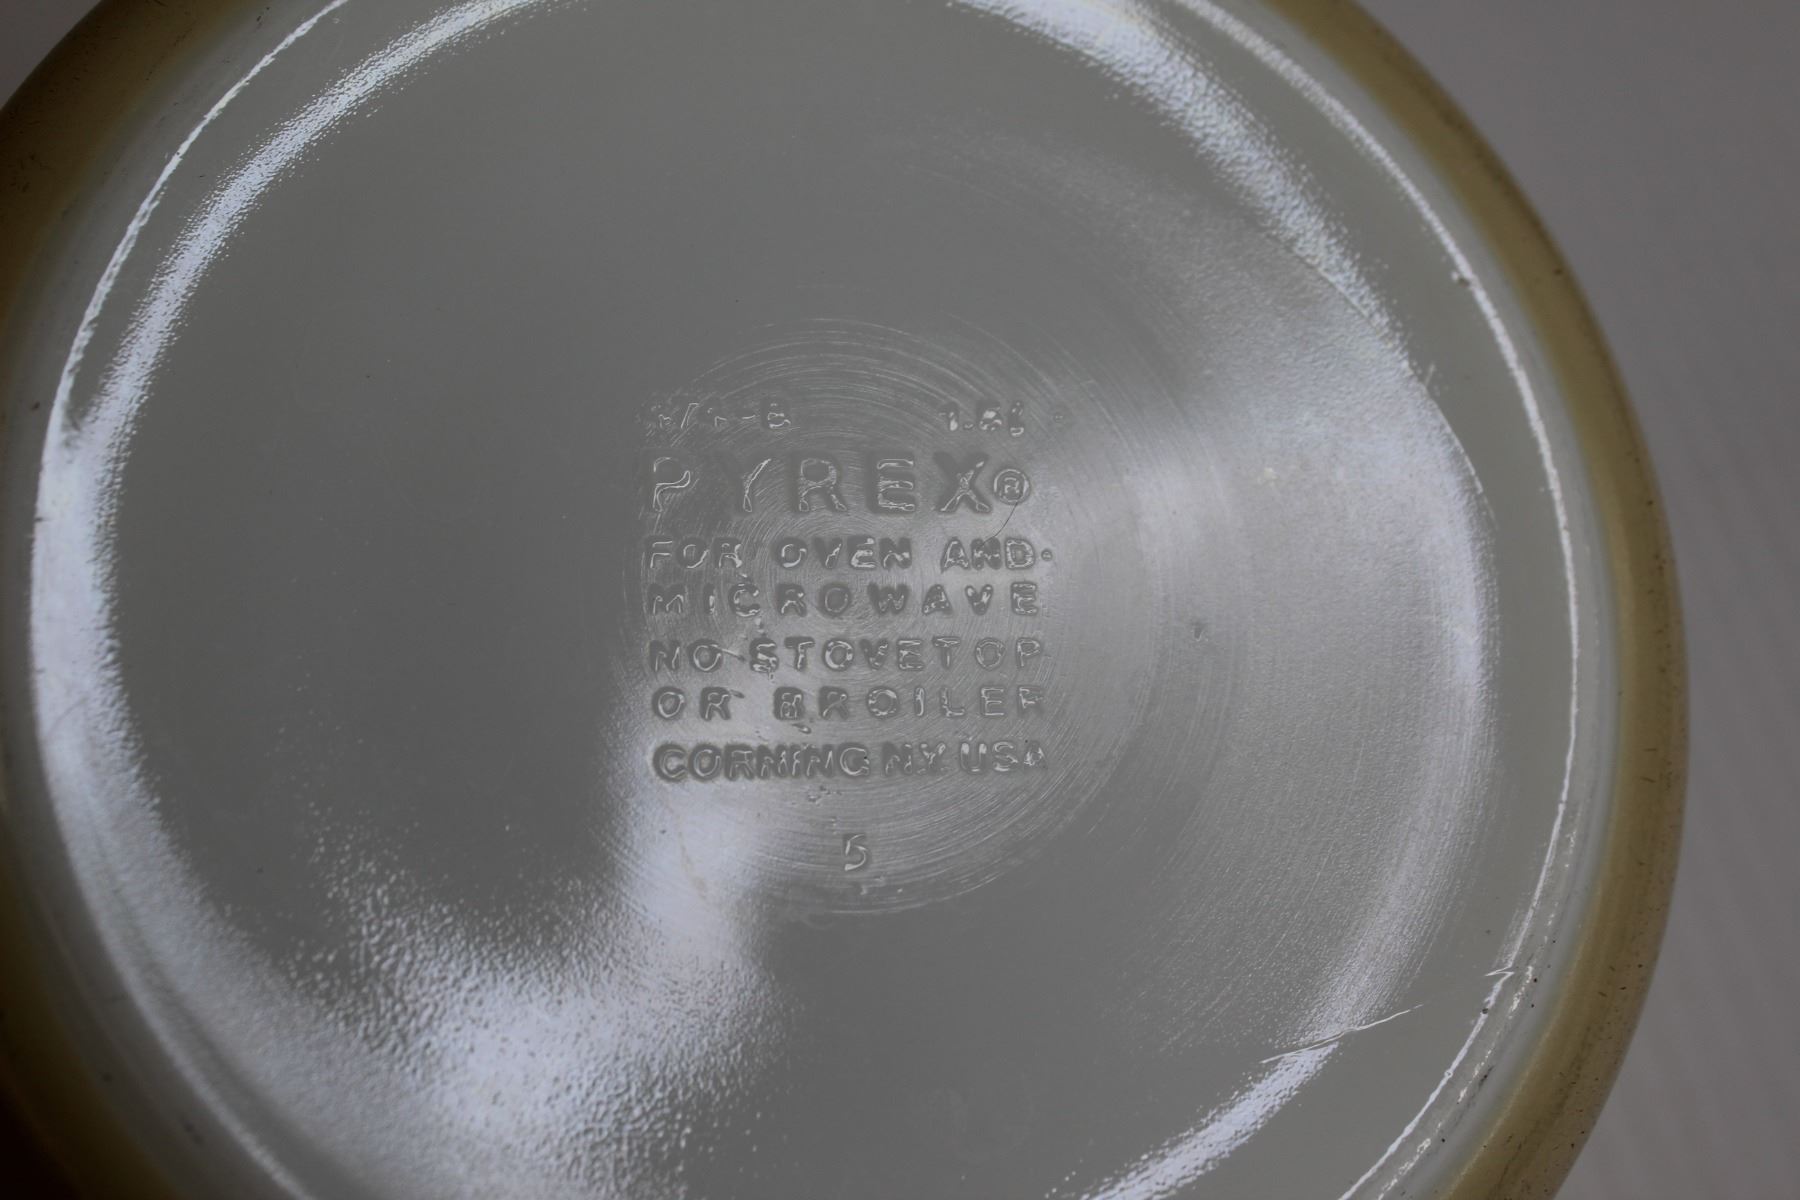 PYREX®
FOR OVEN AND
MICROWAVE
NO STOVETOP
OR BROILER
CORNING N.Y. USA
5